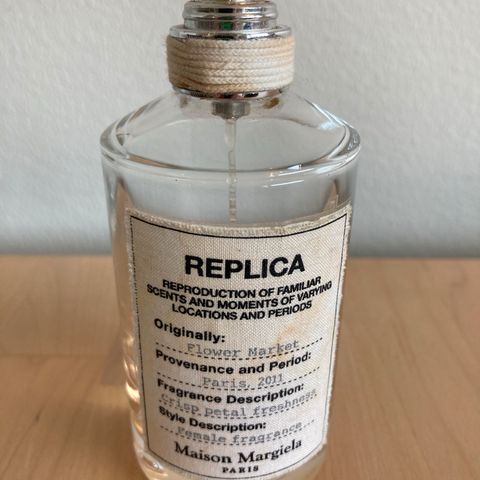 REPLICA
REPRODUCTION OF FAMILIAR
SCENTS AND MOMENTS OF VARYING
LOCATIONS AND PERIODS
Originally:
Flower Market
Provenance and Period:
Paris, 2011
Fragrance Description:
crisp petal freshness
Style Description:
Female fragrance
Maison Margiela
PARIS